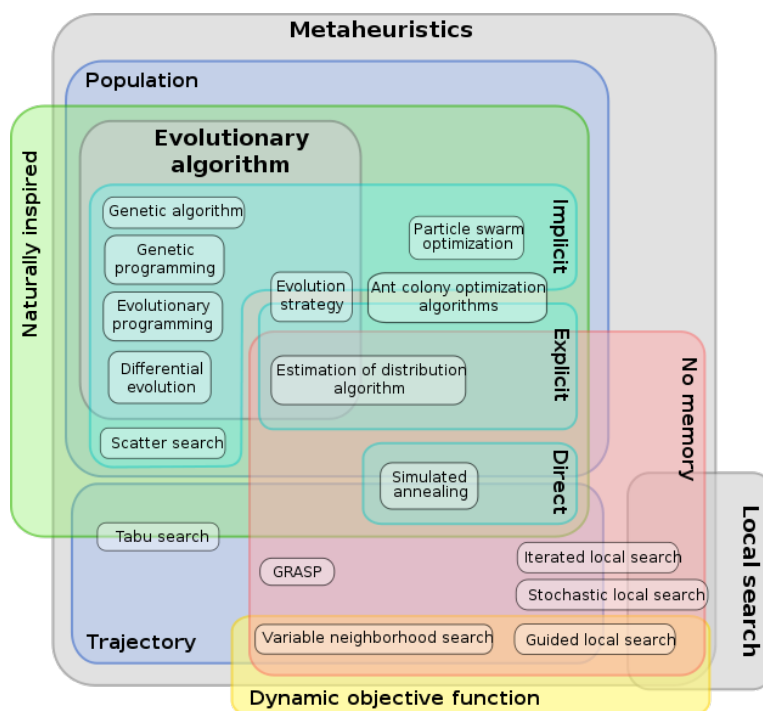 Metaheuristics
Population
Naturally inspired
Evolutionary
algorithm
Genetic algorithm
Genetic
programming
Evolutionary
programming
Differential
evolution
Scatter search
Evolution
strategy
Particle swarm
optimization
Ant colony optimization
algorithms
Implicit
Estimation of distribution
algorithm
Explicit
No memory
Simulated
annealing
Direct
Tabu search
GRASP
Iterated local search
Stochastic local search
Local search
Trajectory
Variable neighborhood search
Guided local search
Dynamic objective function